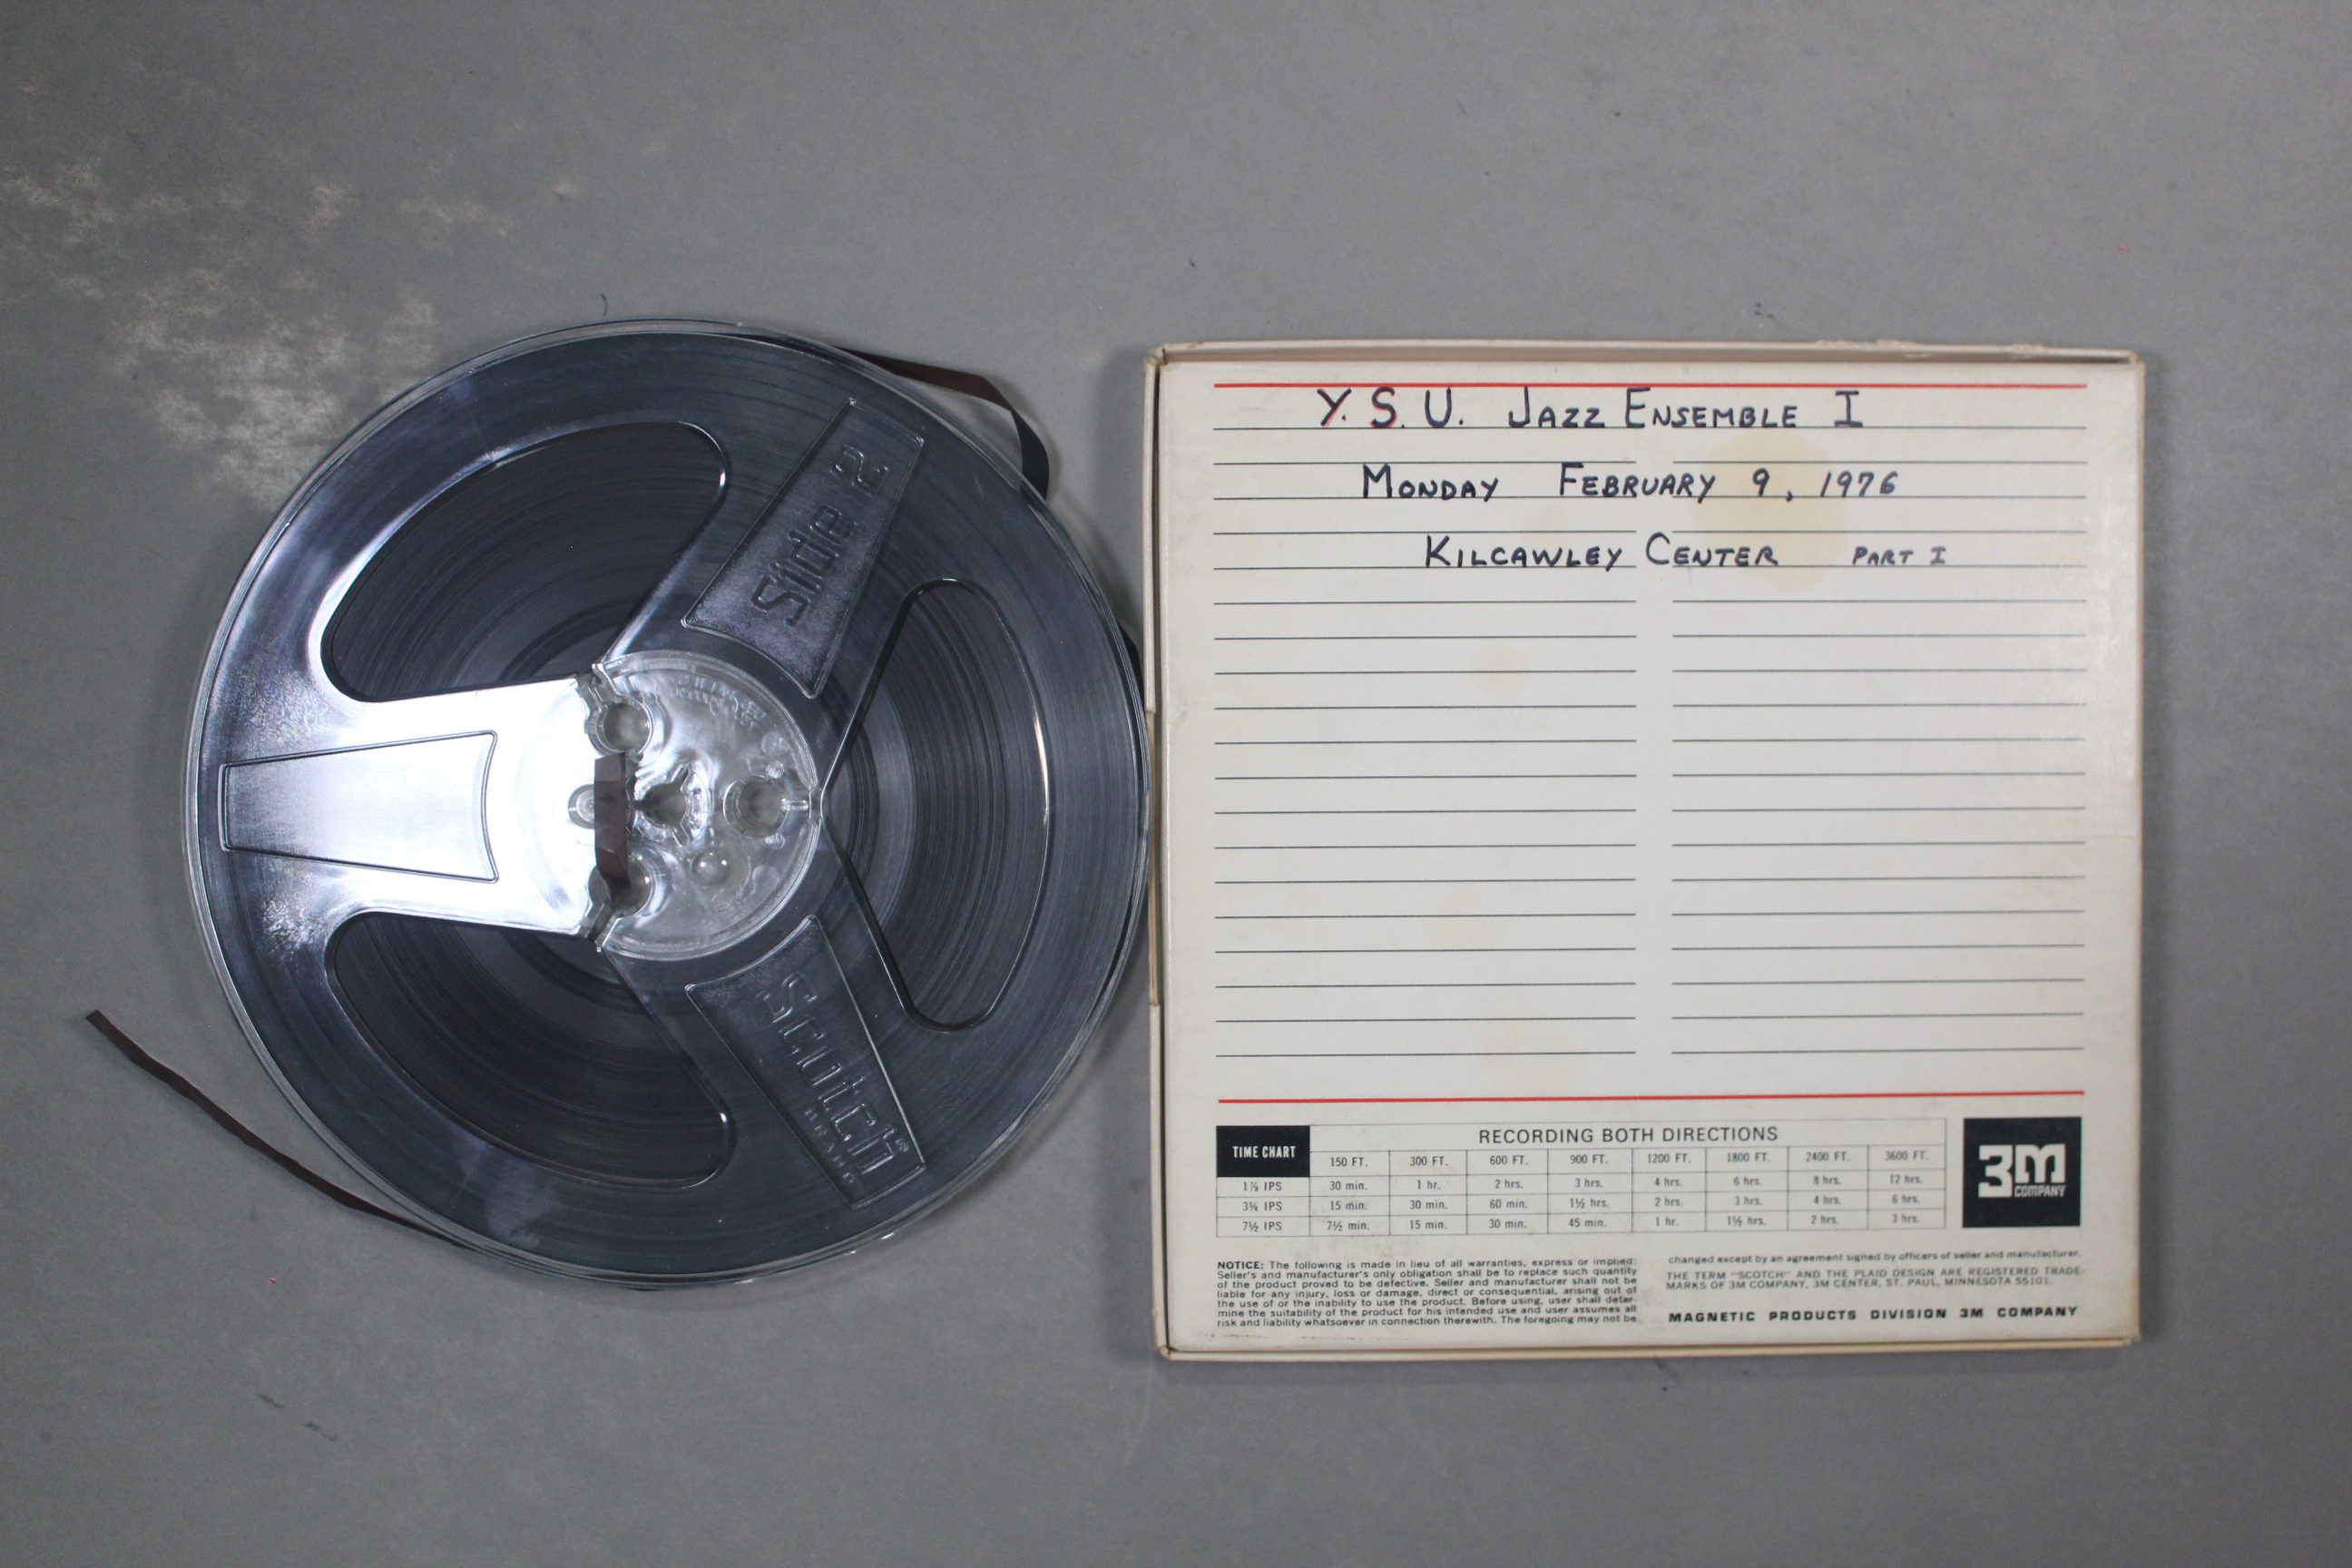 Side 2
Scotch®
BRAND
Y. S. U. JAZZ ENSEMBLE I
MONDAY FEBRUARY 9, 1976
KILCAWLEY CENTER PART I
TIME CHART
RECORDING BOTH DIRECTIONS
150 FT. 300 FT. 600 FT. 900 FT. 1200 FT. 1800 FT. 2400 FT. 3600 FT.
1⅞ IPS 30 min. 1 hr. 2 hrs. 3 hrs. 4 hrs. 6 hrs. 8 hrs. 12 hrs.
3¾ IPS 15 min. 30 min. 60 min. 1½ hrs. 2 hrs. 3 hrs. 4 hrs. 6 hrs.
7½ IPS 7½ min. 15 min. 30 min. 45 min. 1 hr. 1½ hrs. 2 hrs. 3 hrs.
3M
COMPANY
NOTICE: The following is made in lieu of all warranties, express or implied:
Seller's and manufacturer's only obligation shall be to replace such quantity
of the product proved to be defective. Seller and manufacturer shall not be
liable for any injury, loss or damage, direct or consequential, arising out of
the use of or the inability to use the product. Before using, user shall deter-
mine the suitability of the product for his intended use and user assumes all
risk and liability whatsoever in connection therewith. The foregoing may not be
changed except by an agreement signed by officers of seller and manufacturer.
THE TERM "SCOTCH" AND THE PLAID DESIGN ARE REGISTERED TRADE-
MARKS OF 3M COMPANY, 3M CENTER, ST. PAUL, MINNESOTA 55101.
MAGNETIC PRODUCTS DIVISION 3M COMPANY